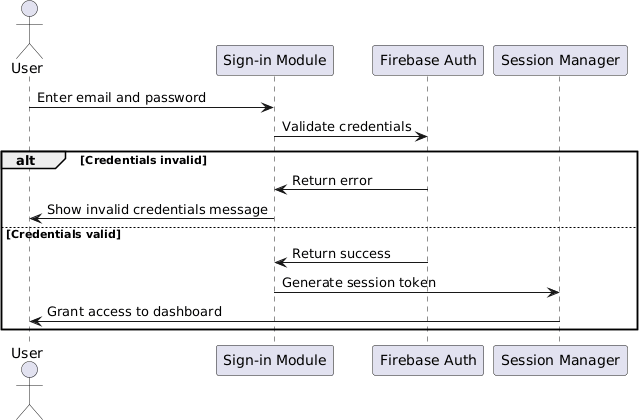 User
Sign-in Module
Firebase Auth
Session Manager
Enter email and password
Validate credentials
alt
[Credentials invalid]
Return error
Show invalid credentials message
[Credentials valid]
Return success
Generate session token
Grant access to dashboard
User
Sign-in Module
Firebase Auth
Session Manager